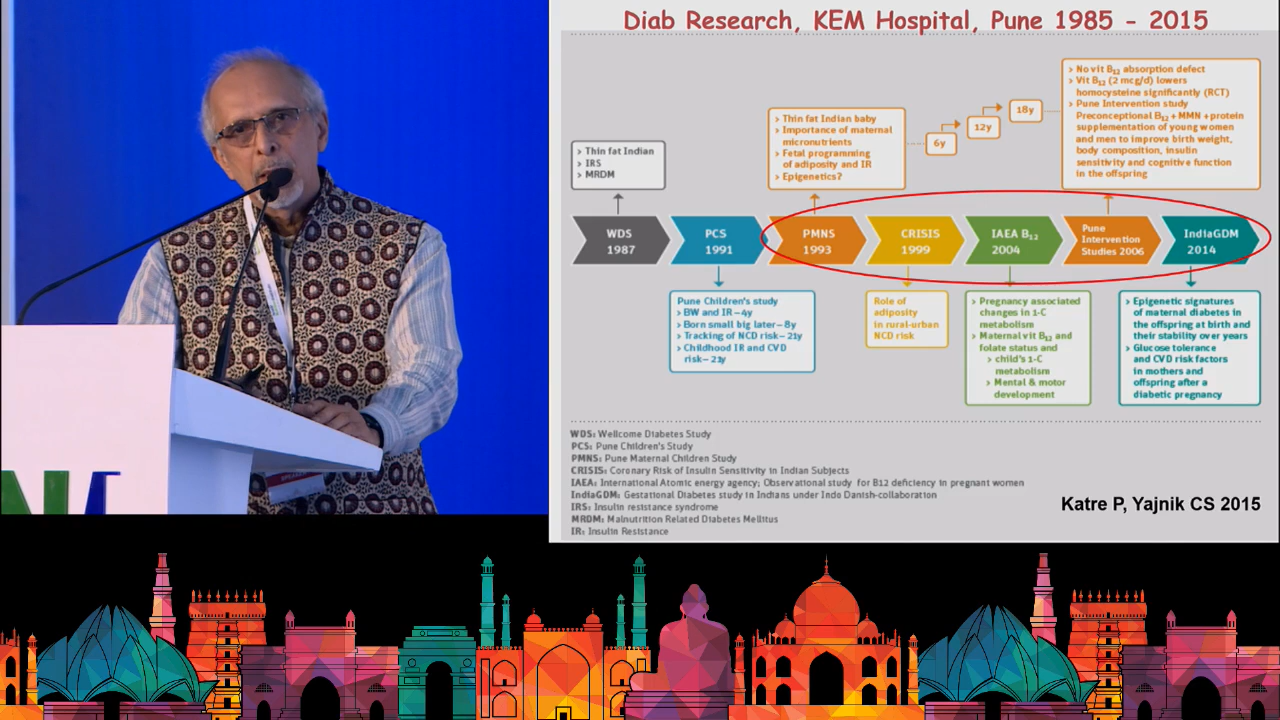 Diab Research, KEM Hospital, Pune 1985 - 2015
> Thin fat Indian
> IRS
> MRDM
> Thin fat Indian baby
> Importance of maternal
micronutrients
> Fetal programming
of adiposity and IR
> Epigenetics?
6y
12y
18y
> No vit B12 absorption defect
> Vit B12 (2 mcg/d) lowers
homocysteine significantly (RCT)
> Pune Intervention study
Preconceptional B12 + MMN + protein
supplementation of young women
and men to improve birth weight,
body composition, insulin
sensitivity and cognitive function
in the offspring
WDS
1987
PCS
1991
PMNS
1993
CRISIS
1999
IAEA B12
2004
Pune
Intervention
Studies 2006
IndiaGDM
2014
Pune Children's study
> BW and IR – 4y
> Born small big later – 8y
> Tracking of NCD risk – 21y
> Childhood IR and CVD
risk – 21y
Role of
adiposity
in rural-urban
NCD risk
> Pregnancy associated
changes in 1-C
metabolism
> Maternal vit B12 and
folate status and
> child's 1-C
metabolism
> Mental & motor
development
> Epigenetic signatures
of maternal diabetes in
the offspring at birth and
their stability over years
> Glucose tolerance
and CVD risk factors
in mothers and
offspring after a
diabetic pregnancy
WDS: Wellcome Diabetes Study
PCS: Pune Children's Study
PMNS: Pune Maternal Children Study
CRISIS: Coronary Risk of Insulin Sensitivity in Indian Subjects
IAEA: International Atomic energy agency; Observational study for B12 deficiency in pregnant women
IndiaGDM: Gestational Diabetes study in Indians under Indo Danish-collaboration
IRS: Insulin resistance syndrome
MRDM: Malnutrition Related Diabetes Mellitus
IR: Insulin Resistance
Katre P, Yajnik CS 2015